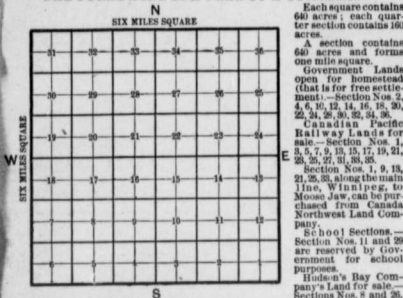 N
SIX MILES SQUARE
31 32 33 34 35 36
30 29 28 27 26 25
19 20 21 22 23 24
18 17 16 15 14 13
10 11 12
6 5 4 3 2 1
W
SIX MILES SQUARE
E
S
Each square contains
640 acres; each quar-
ter section contains 160
acres.
A section contains
640 acres and forms
one mile square.
Government Lands
open for homestead
(that is for free settle-
ment).—Section Nos. 2,
4, 6, 10, 12, 14, 16, 18, 20,
22, 24, 28, 30, 32, 34, 36.
Canadian Pacific
Railway Lands for
sale.—Section Nos. 1,
3, 5, 7, 9, 13, 15, 17, 19, 21,
23, 25, 27, 31, 33, 35.
Section Nos. 1, 9, 13,
21, 25, 33, along the main
line, Winnipeg, to
Moose Jaw, can be pur-
chased from Canada
Northwest Land Com-
pany.
School Sections.—
Section Nos. 11 and 29
are reserved by Gov-
ernment for school
purposes.
Hudson's Bay Com-
pany's Land for sale.—
Sections Nos. 8 and 26.